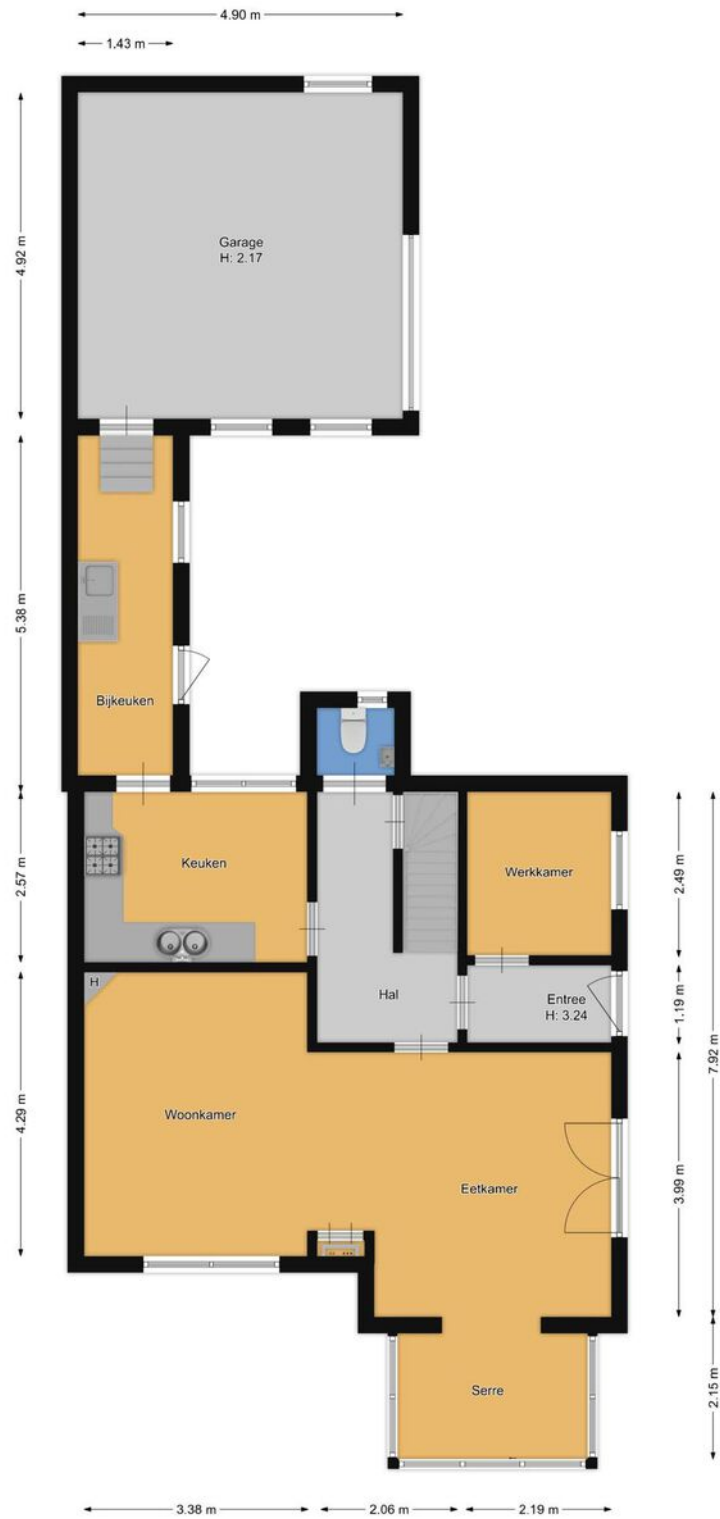 4.90 m
1.43 m
4.92 m
Garage
H: 2.17
5.38 m
Bijkeuken
2.57 m
Keuken
Werkkamer
2.49 m
H
Hal
Entree
H: 3.24
1.19 m
7.92 m
4.29 m
Woonkamer
Eetkamer
3.99 m
Serre
2.15 m
3.38 m
2.06 m
2.19 m